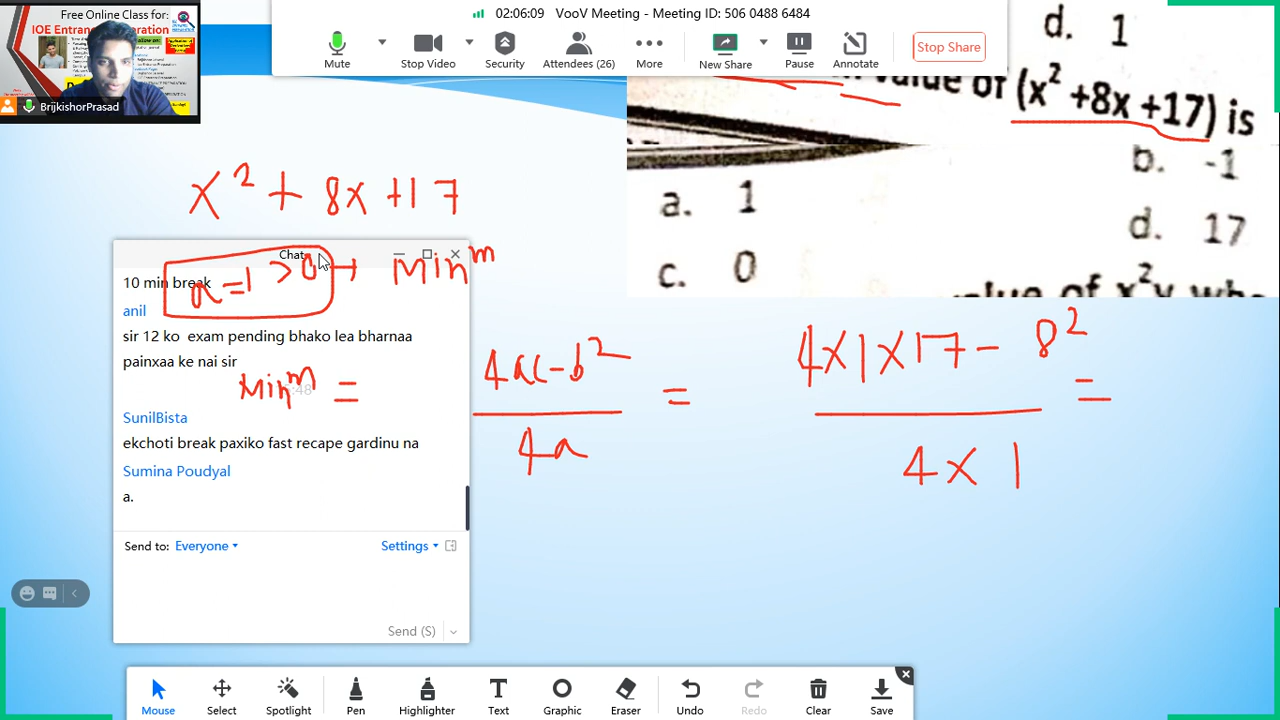 02:06:09 VooV Meeting - Meeting ID: 506 0488 6484
Mute Stop Video Security Attendees (26) More New Share Pause Annotate Stop Share
Free Online Class for:
IOE Entrance
BrijkishorPrasad
d. 1
value of (x² +8x +17) is
a. 1 b. -1
c. 0 d. 17
value of x²y
x² + 8x + 17
Chat
a = 1 > 0 → Minᵐ
10 min break
anil
sir 12 ko exam pending bhako lea bharnaa
painxaa ke nai sir
:48
SunilBista
ekchoti break paxiko fast recape gardinu na
Sumina Poudyal
a.
Send to: Everyone Settings
Send (S)
Minᵐ =
4ac - b²
4a
=
4 x 1 x 17 - 8²
4 x 1
=
Mouse Select Spotlight Pen Highlighter Text Graphic Eraser Undo Redo Clear Save